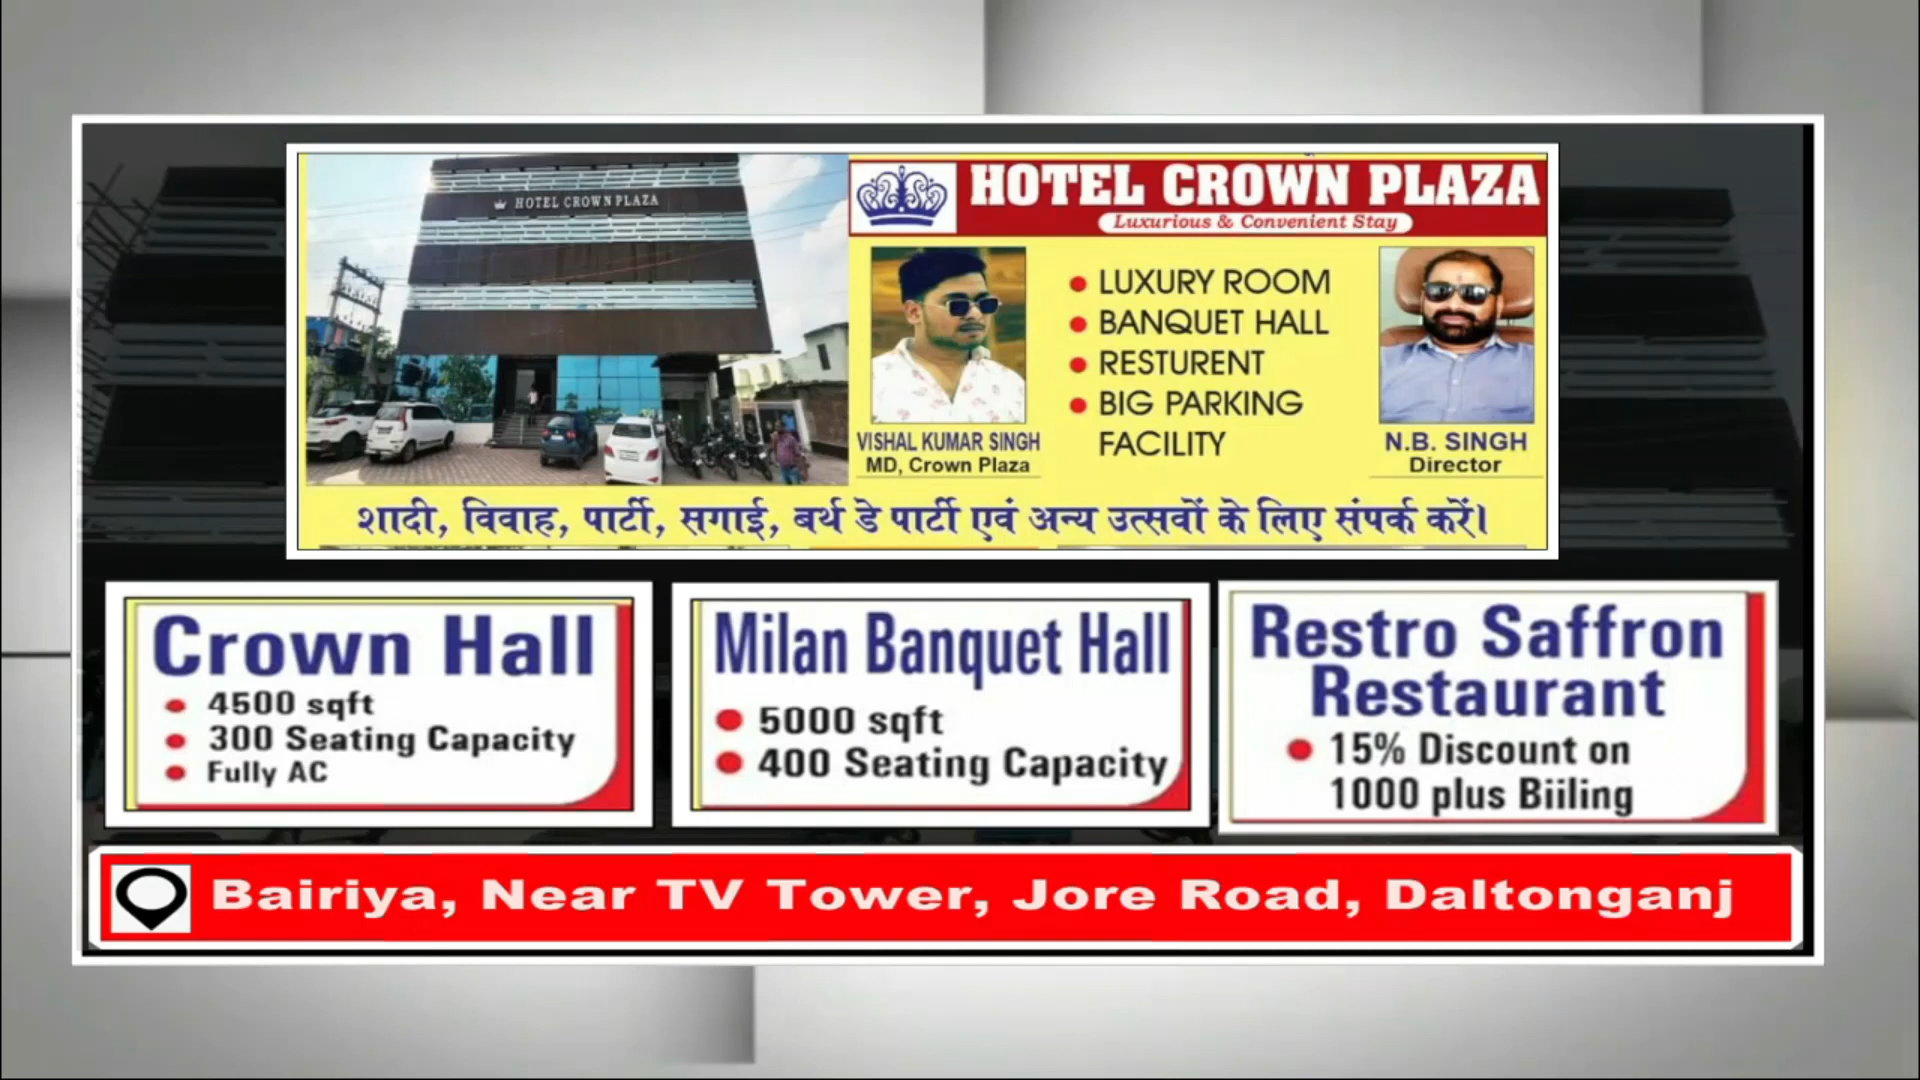 HOTEL CROWN PLAZA
HOTEL CROWN PLAZA
Luxurious & Convenient Stay
LUXURY ROOM
BANQUET HALL
RESTURENT
BIG PARKING
FACILITY
VISHAL KUMAR SINGH
MD, Crown Plaza
N.B. SINGH
Director
शादी, विवाह, पार्टी, सगाई, बर्थ डे पार्टी एवं अन्य उत्सवों के लिए संपर्क करें।
Crown Hall
4500 sqft
300 Seating Capacity
Fully AC
Milan Banquet Hall
5000 sqft
400 Seating Capacity
Restro Saffron
Restaurant
15% Discount on
1000 plus Biiling
Bairiya, Near TV Tower, Jore Road, Daltonganj